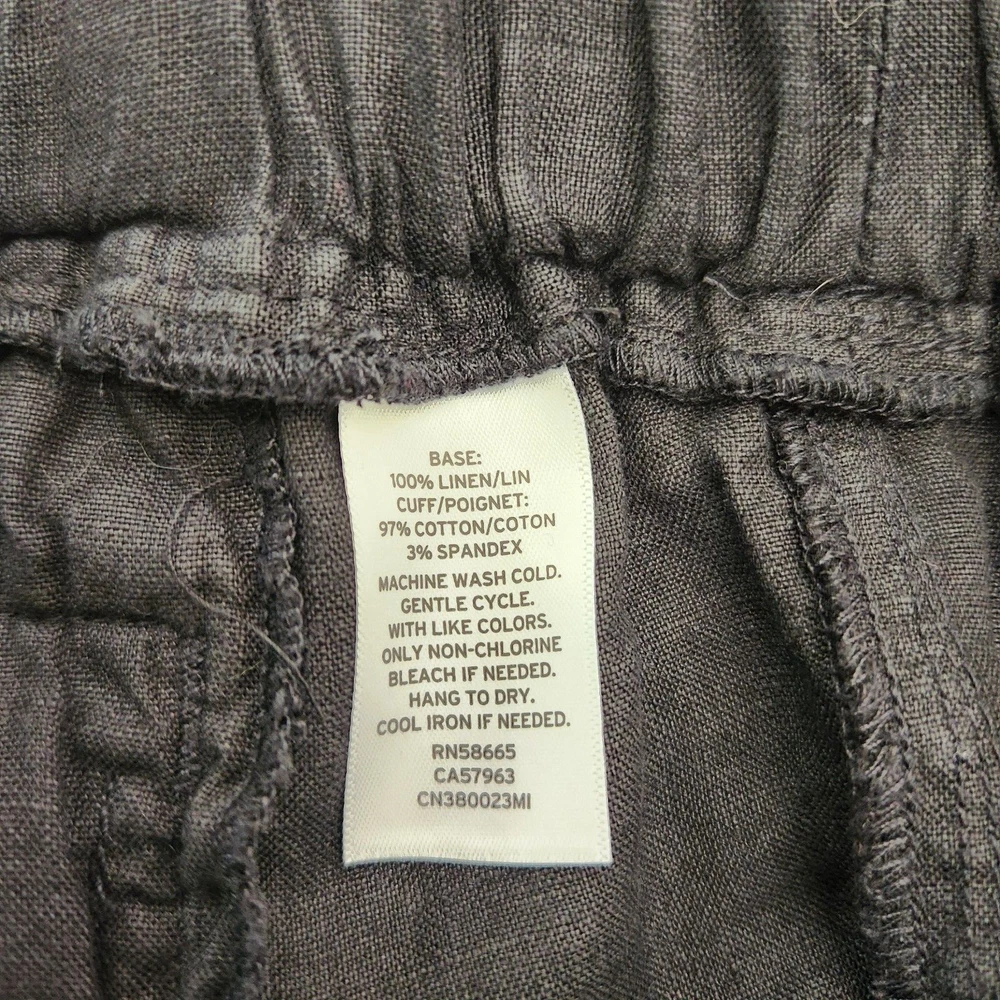 BASE:
100% LINEN/LIN
CUFF/POIGNET:
97% COTTON/COTON
3% SPANDEX
MACHINE WASH COLD.
GENTLE CYCLE.
WITH LIKE COLORS.
ONLY NON-CHLORINE
BLEACH IF NEEDED.
HANG TO DRY.
COOL IRON IF NEEDED.
RN58665
CA57963
CN380023MI